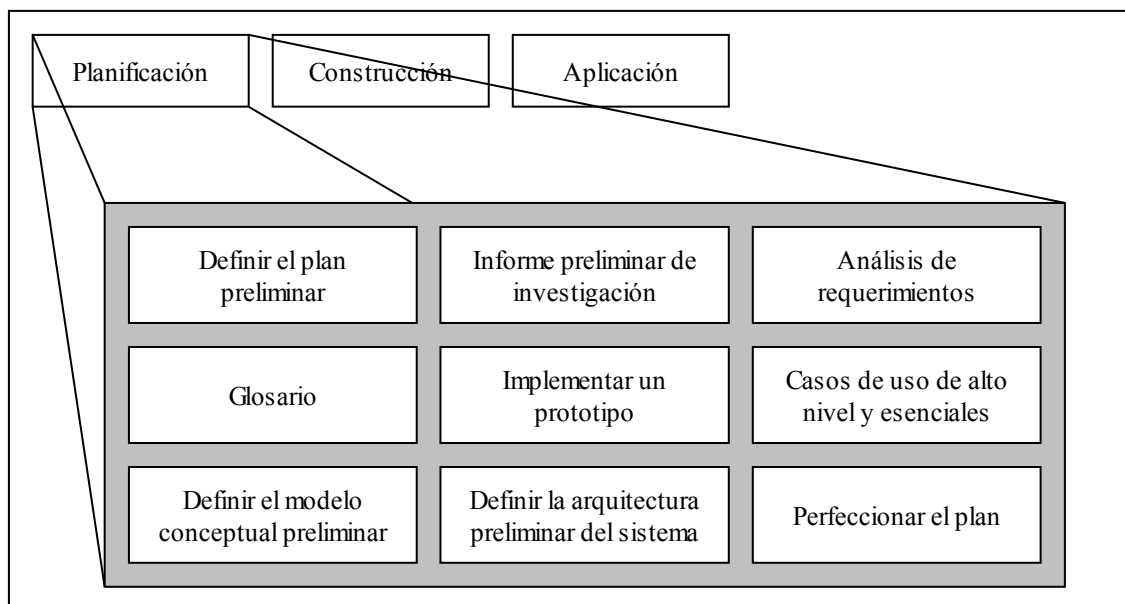 Planificación
Construcción
Aplicación
Definir el plan
preliminar
Informe preliminar de
investigación
Análisis de
requerimientos
Glosario
Implementar un
prototipo
Casos de uso de alto
nivel y esenciales
Definir el modelo
conceptual preliminar
Definir la arquitectura
preliminar del sistema
Perfeccionar el plan